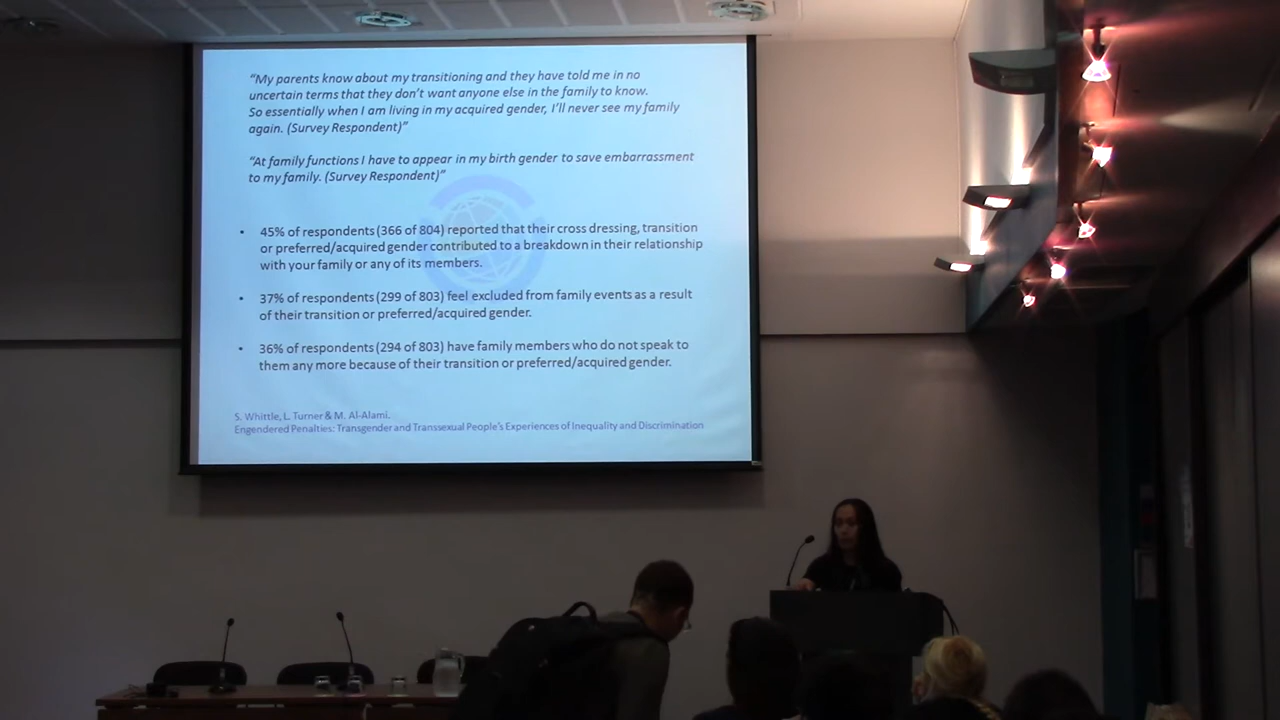 “My parents know about my transitioning and they have told me in no
uncertain terms that they don’t want anyone else in the family to know.
So essentially when I am living in my acquired gender, I’ll never see my family
again. (Survey Respondent)”
“At family functions I have to appear in my birth gender to save embarrassment
to my family. (Survey Respondent)”
• 45% of respondents (366 of 804) reported that their cross dressing, transition
or preferred/acquired gender contributed to a breakdown in their relationship
with your family or any of its members.
• 37% of respondents (299 of 803) feel excluded from family events as a result
of their transition or preferred/acquired gender.
• 36% of respondents (294 of 803) have family members who do not speak to
them any more because of their transition or preferred/acquired gender.
S. Whittle, L. Turner & M. Al-Alami.
Engendered Penalties: Transgender and Transsexual People’s Experiences of Inequality and Discrimination